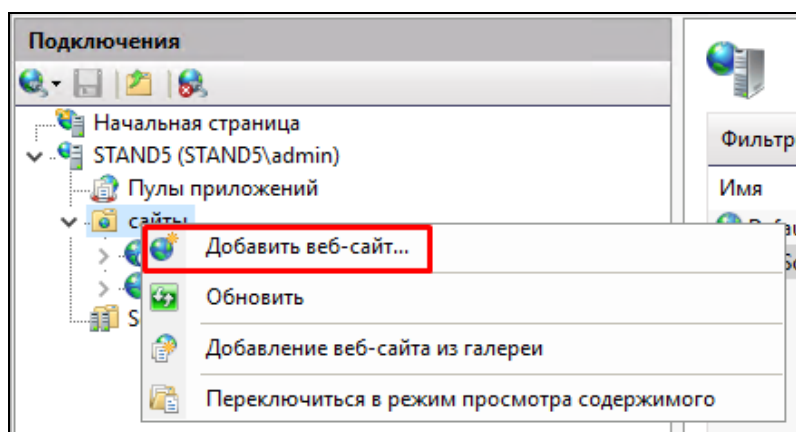 Подключения
Начальная страница
STAND5 (STAND5\admin)
Пулы приложений
сайты
Добавить веб-сайт...
Обновить
Добавление веб-сайта из галереи
Переключиться в режим просмотра содержимого
Фильтр
Имя